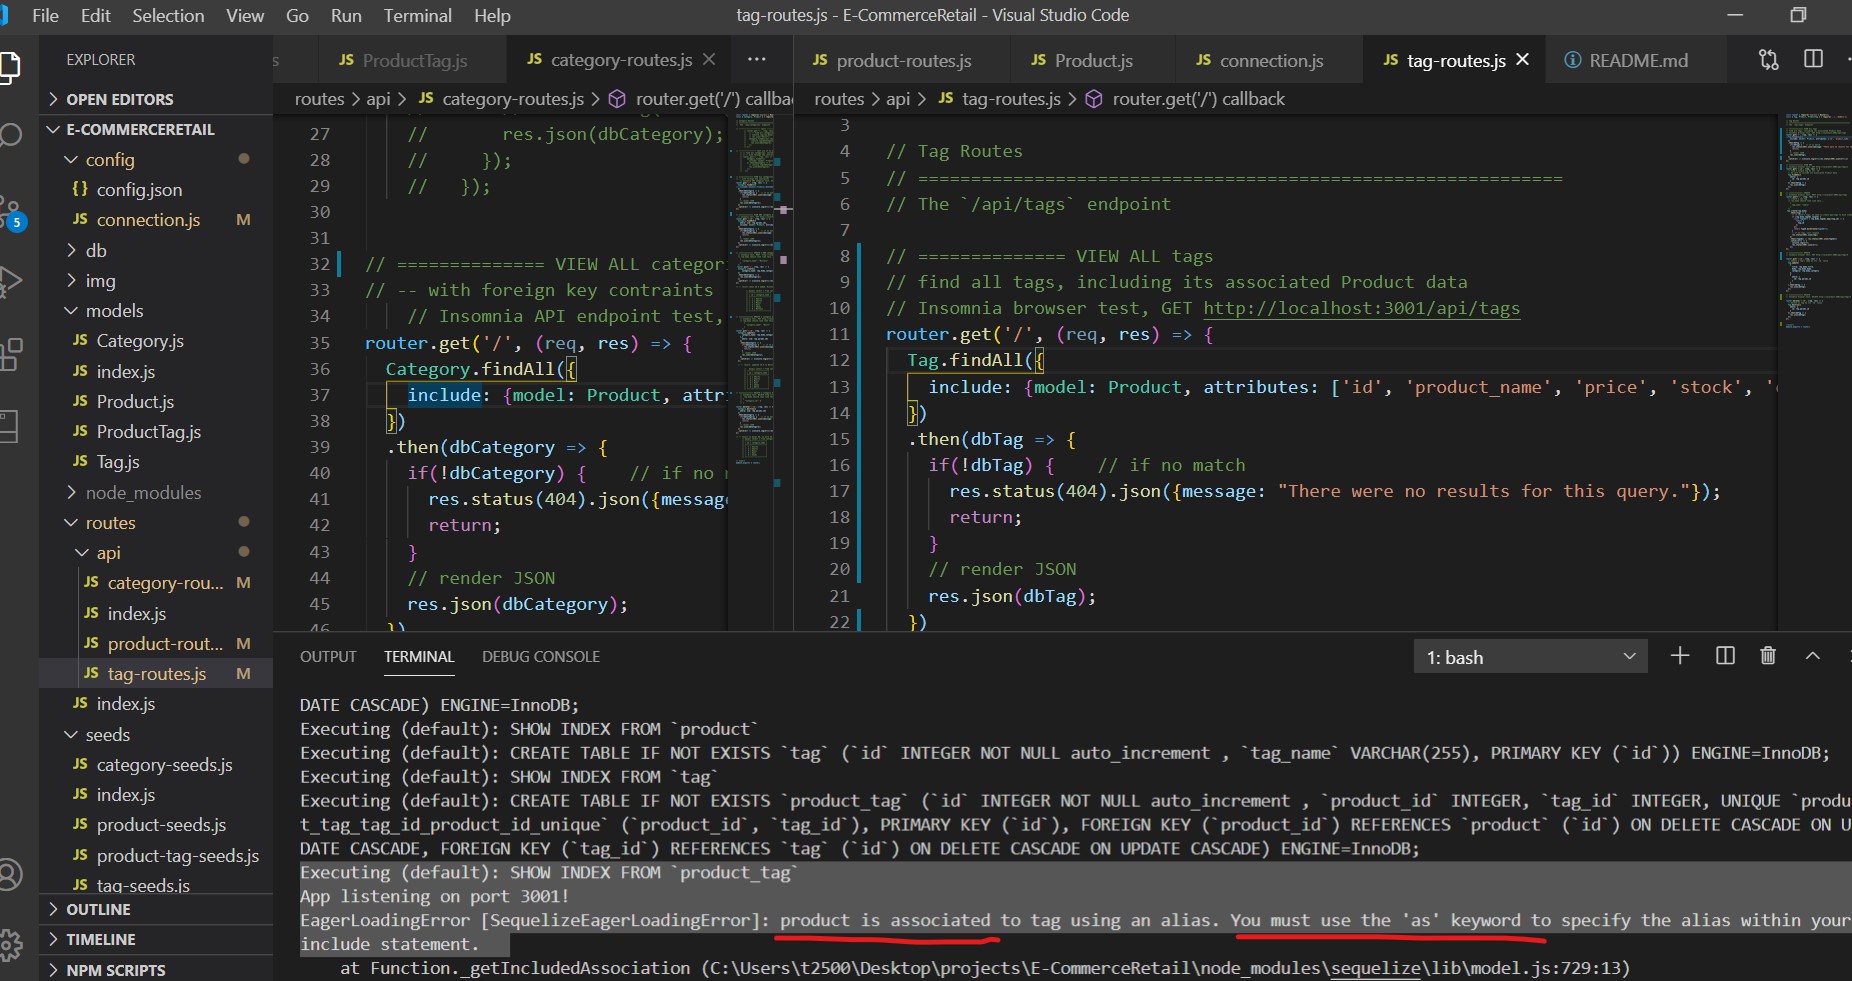 File Edit Selection View Go Run Terminal Help
tag-routes.js - E-CommerceRetail - Visual Studio Code
EXPLORER
OPEN EDITORS
E-COMMERCERETAIL
config
config.json
connection.js M
db
img
models
Category.js
index.js
Product.js
ProductTag.js
Tag.js
node_modules
routes
api
category-rou... M
index.js
product-rout... M
tag-routes.js M
index.js
seeds
category-seeds.js
index.js
product-seeds.js
product-tag-seeds.js
tag-seeds.js
OUTLINE
TIMELINE
NPM SCRIPTS
5
JS ProductTag.js JS category-routes.js
routes > api > JS category-routes.js > router.get('/') callba
27 // res.json(dbCategory);
28 // });
29 // });
30
31
32 // ============== VIEW ALL categor
33 // -- with foreign key contraints
34 // Insomnia API endpoint test,
35 router.get('/', (req, res) => {
36 Category.findAll({
37 include: {model: Product, attr
38 })
39 .then(dbCategory => {
40 if(!dbCategory) { // if no
41 res.status(404).json({messag
42 return;
43 }
44 // render JSON
45 res.json(dbCategory);
46 })
JS product-routes.js JS Product.js JS connection.js JS tag-routes.js README.md
routes > api > JS tag-routes.js > router.get('/') callback
3
4 // Tag Routes
5 // =============================================================
6 // The `/api/tags` endpoint
7
8 // ============== VIEW ALL tags
9 // find all tags, including its associated Product data
10 // Insomnia browser test, GET http://localhost:3001/api/tags
11 router.get('/', (req, res) => {
12 Tag.findAll({
13 include: {model: Product, attributes: ['id', 'product_name', 'price', 'stock', '
14 })
15 .then(dbTag => {
16 if(!dbTag) { // if no match
17 res.status(404).json({message: "There were no results for this query."});
18 return;
19 }
20 // render JSON
21 res.json(dbTag);
22 })
OUTPUT TERMINAL DEBUG CONSOLE
1: bash
DATE CASCADE) ENGINE=InnoDB;
Executing (default): SHOW INDEX FROM `product`
Executing (default): CREATE TABLE IF NOT EXISTS `tag` (`id` INTEGER NOT NULL auto_increment , `tag_name` VARCHAR(255), PRIMARY KEY (`id`)) ENGINE=InnoDB;
Executing (default): SHOW INDEX FROM `tag`
Executing (default): CREATE TABLE IF NOT EXISTS `product_tag` (`id` INTEGER NOT NULL auto_increment , `product_id` INTEGER, `tag_id` INTEGER, UNIQUE `produ
t_tag_tag_id_product_id_unique` (`product_id`, `tag_id`), PRIMARY KEY (`id`), FOREIGN KEY (`product_id`) REFERENCES `product` (`id`) ON DELETE CASCADE ON U
DATE CASCADE, FOREIGN KEY (`tag_id`) REFERENCES `tag` (`id`) ON DELETE CASCADE ON UPDATE CASCADE) ENGINE=InnoDB;
Executing (default): SHOW INDEX FROM `product_tag`
App listening on port 3001!
EagerLoadingError [SequelizeEagerLoadingError]: product is associated to tag using an alias. You must use the 'as' keyword to specify the alias within your
include statement.
at Function._getIncludedAssociation (C:\Users\t2500\Desktop\projects\E-CommerceRetail\node_modules\sequelize\lib\model.js:729:13)